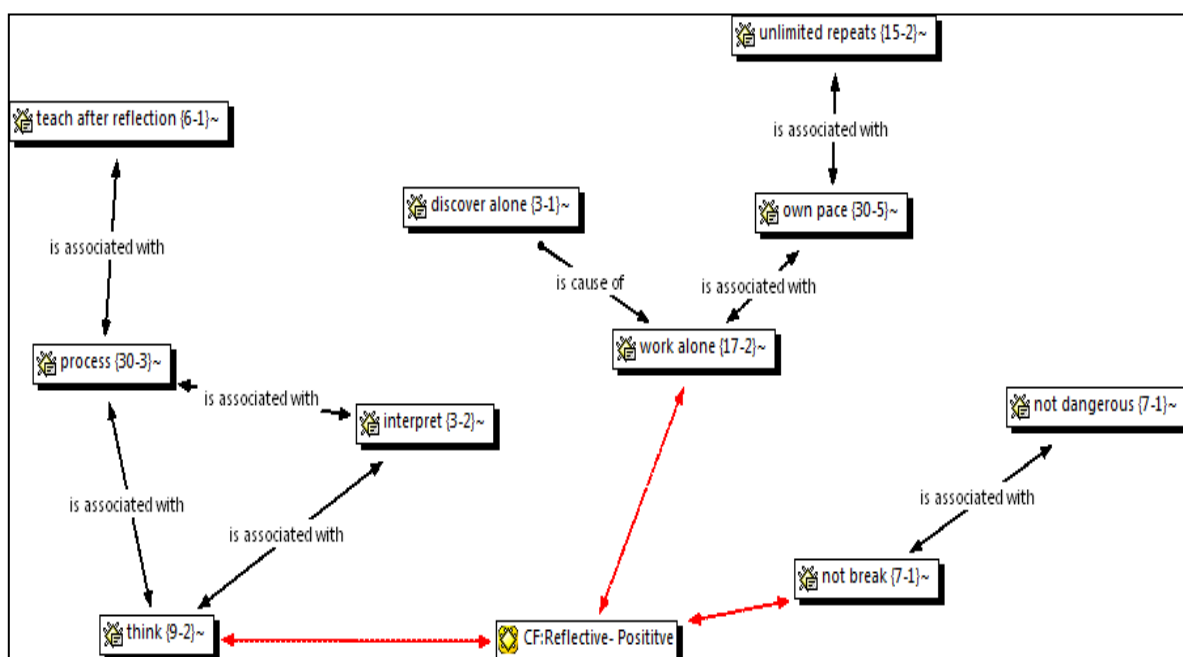 unlimited repeats {15-2}~
teach after reflection {6-1}~
is associated with
discover alone {3-1}~
own pace {30-5}~
is associated with
is cause of
is associated with
work alone {17-2}~
process {30-3}~
is associated with
interpret {3-2}~
not dangerous {7-1}~
is associated with
is associated with
is associated with
not break {7-1}~
think {9-2}~
CF:Reflective- Posititve